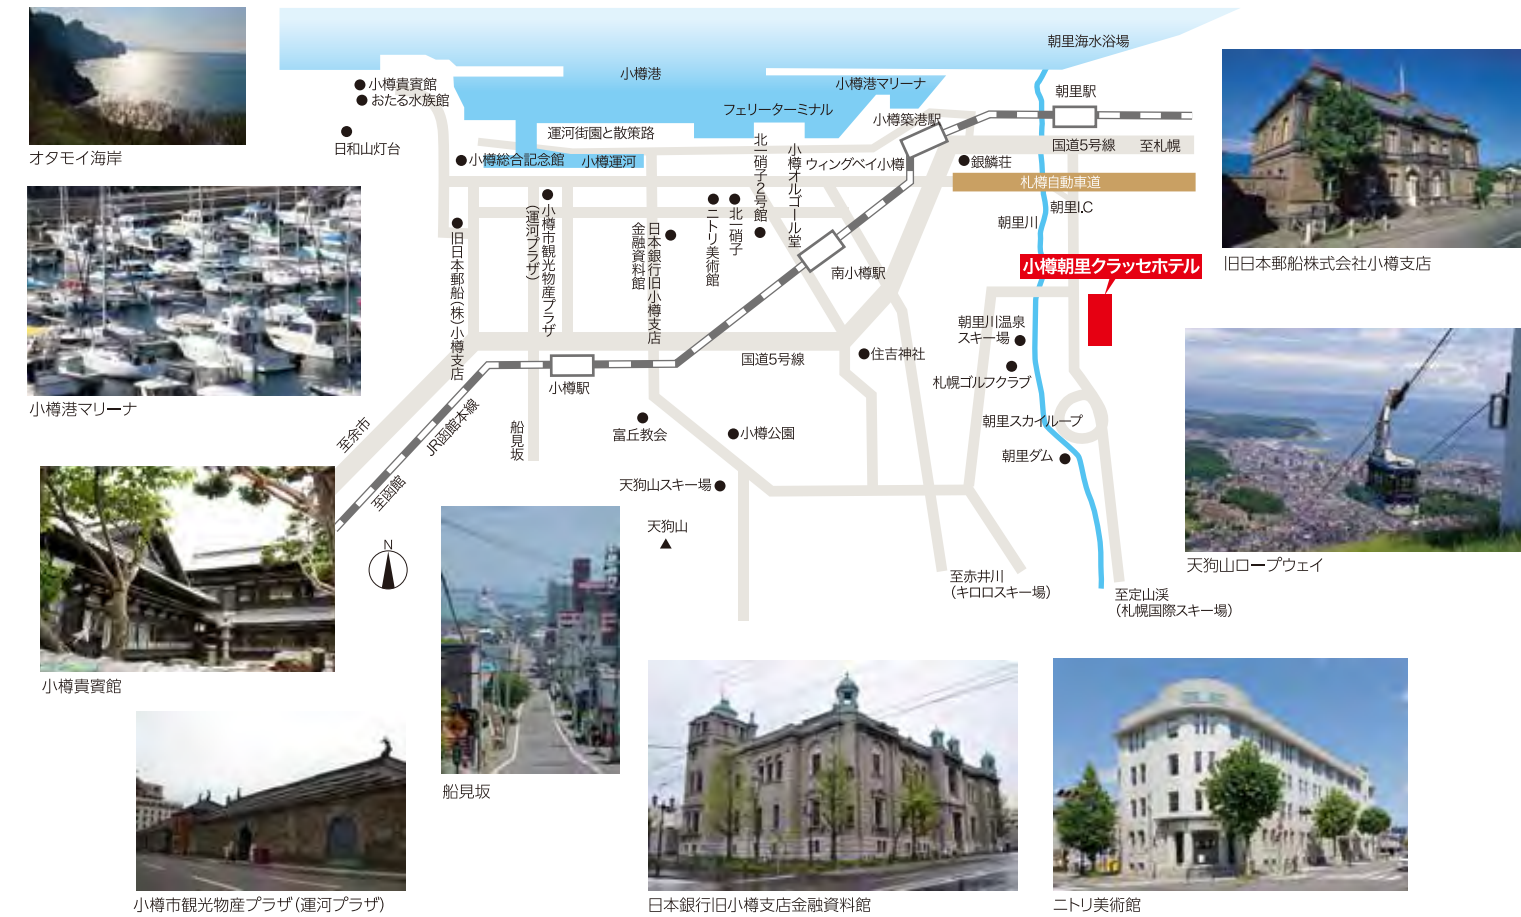 朝里海水浴場
小樽港
小樽港マリーナ
小樽貴賓館
おたる水族館
朝里駅
フェリーターミナル
小樽築港駅
日和山灯台
運河街園と散策路
国道5号線
至札幌
小樽総合記念館
小樽運河
ウィングベイ小樽
銀鱗荘
札樽自動車道
北一硝子2号館
小樽オルゴール堂
朝里I.C
朝里川
小樽市観光物産プラザ
(運河プラザ)
日本銀行旧小樽支店
金融資料館
ニトリ美術館
北一硝子
旧日本郵船(株)小樽支店
小樽朝里クラッセホテル
南小樽駅
朝里川温泉
スキー場
国道5号線
住吉神社
小樽駅
札幌ゴルフクラブ
至余市
JR函館本線
船見坂
富丘教会
小樽公園
朝里スカイループ
朝里ダム
至函館
天狗山スキー場
天狗山
N
至赤井川
(キロロスキー場)
至定山渓
(札幌国際スキー場)
オタモイ海岸
小樽港マリーナ
小樽貴賓館
小樽市観光物産プラザ(運河プラザ)
船見坂
日本銀行旧小樽支店金融資料館
ニトリ美術館
天狗山ロープウェイ
旧日本郵船株式会社小樽支店